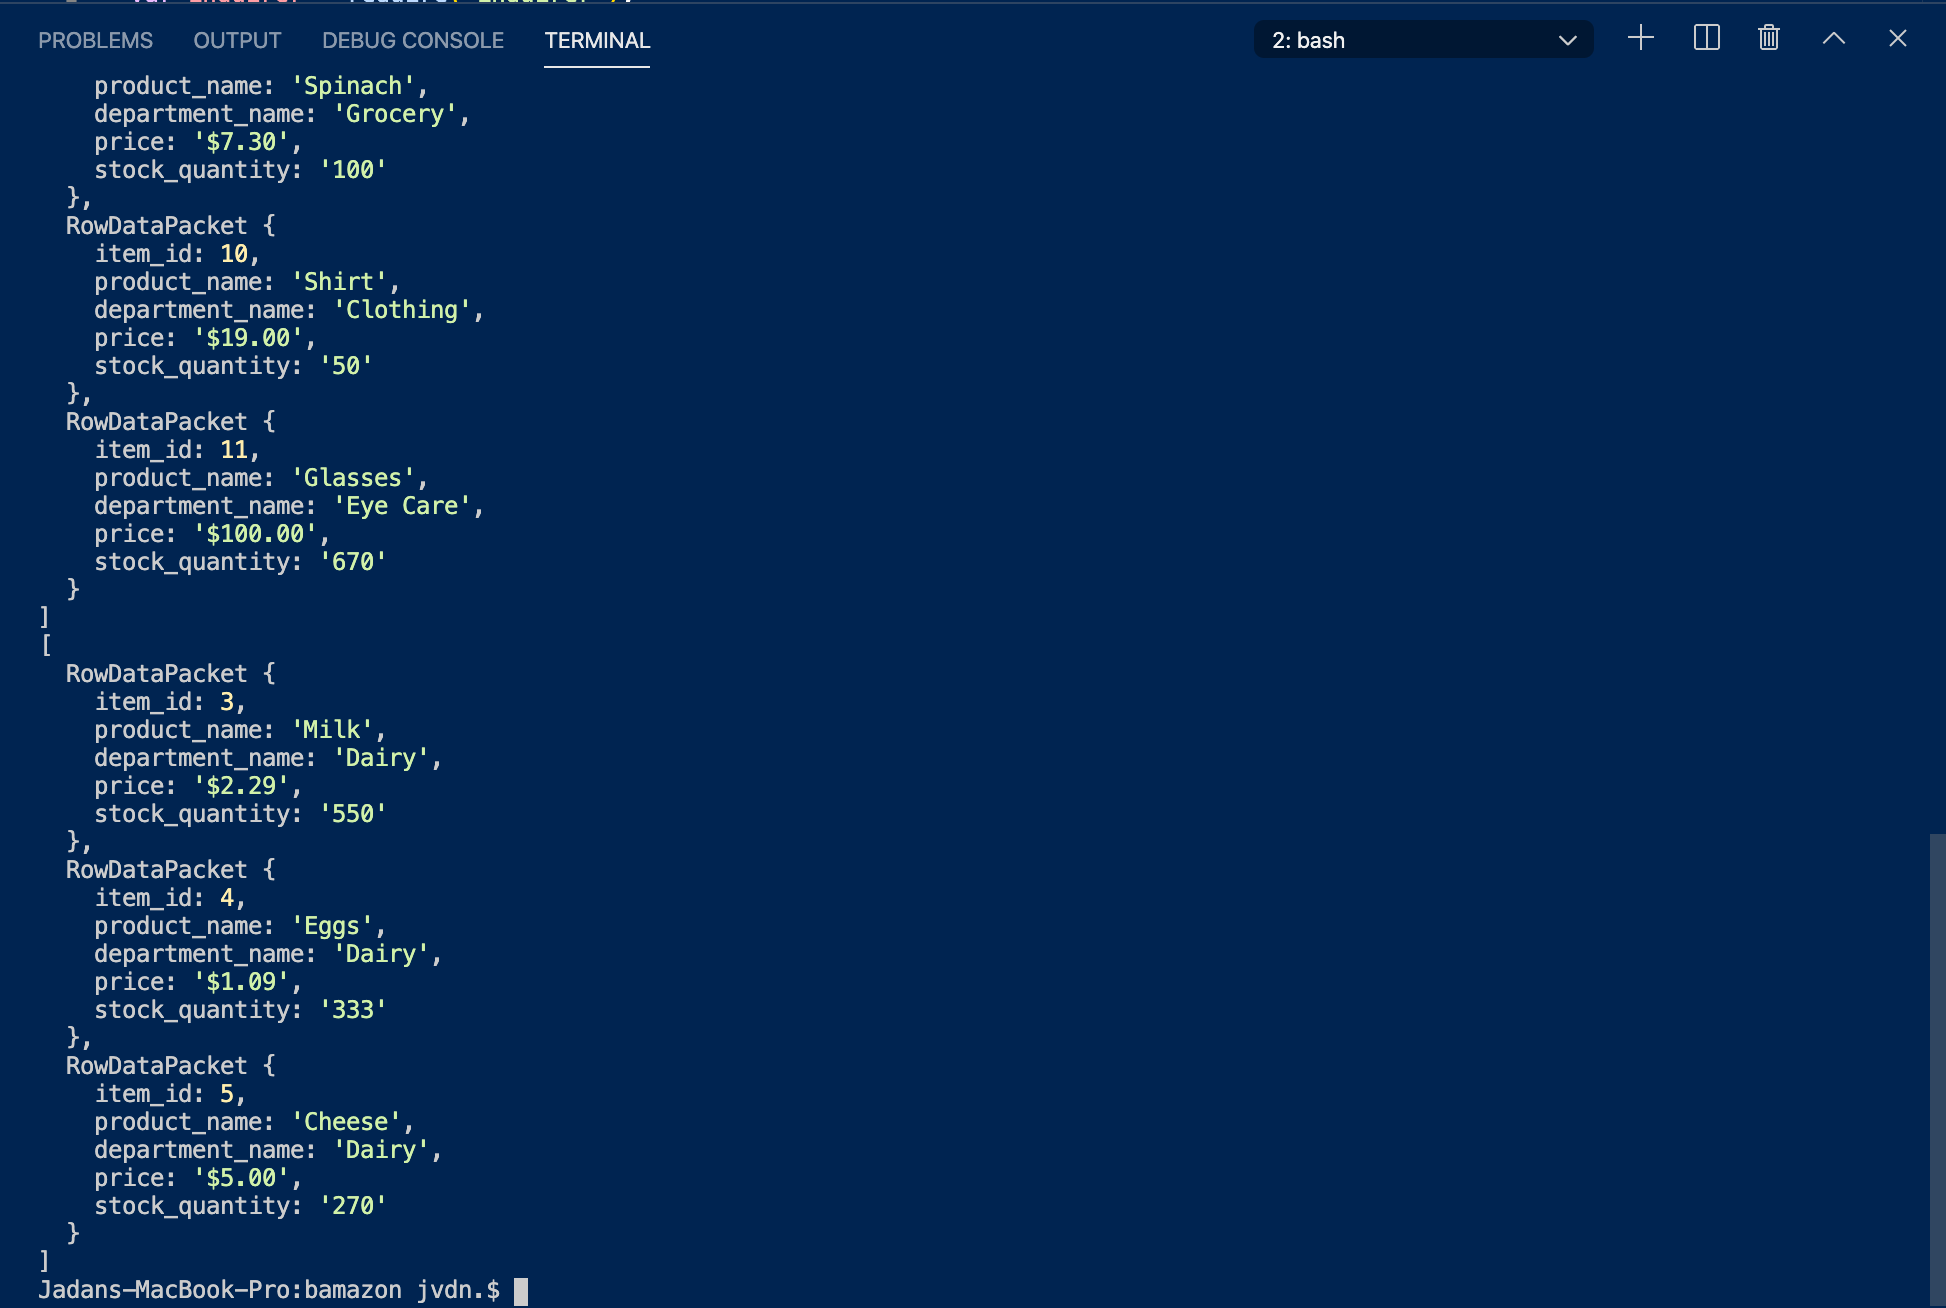 PROBLEMS OUTPUT DEBUG CONSOLE TERMINAL 2: bash
product_name: 'Spinach',
department_name: 'Grocery',
price: '$7.30',
stock_quantity: '100'
},
RowDataPacket {
item_id: 10,
product_name: 'Shirt',
department_name: 'Clothing',
price: '$19.00',
stock_quantity: '50'
},
RowDataPacket {
item_id: 11,
product_name: 'Glasses',
department_name: 'Eye Care',
price: '$100.00',
stock_quantity: '670'
}
]
[
RowDataPacket {
item_id: 3,
product_name: 'Milk',
department_name: 'Dairy',
price: '$2.29',
stock_quantity: '550'
},
RowDataPacket {
item_id: 4,
product_name: 'Eggs',
department_name: 'Dairy',
price: '$1.09',
stock_quantity: '333'
},
RowDataPacket {
item_id: 5,
product_name: 'Cheese',
department_name: 'Dairy',
price: '$5.00',
stock_quantity: '270'
}
]
Jadans-MacBook-Pro:bamazon jvdn.$